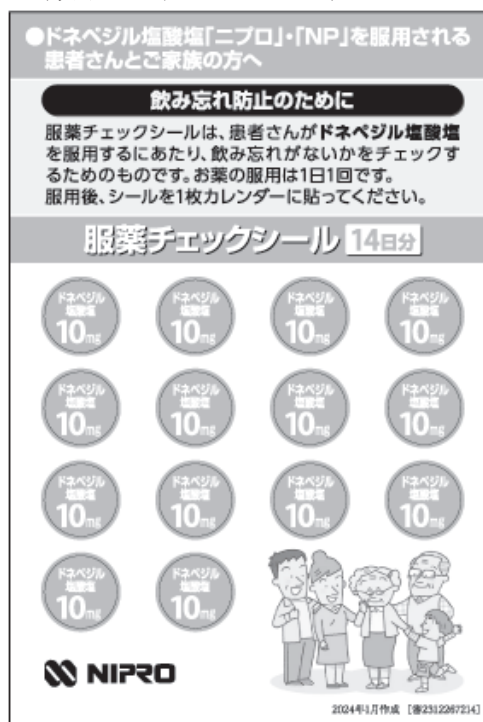 ●ドネペジル塩酸塩「ニプロ」・「NP」を服用される
患者さんとご家族の方へ
飲み忘れ防止のために
服薬チェックシールは、患者さんがドネペジル塩酸塩
を服用するにあたり、飲み忘れがないかをチェックす
るためのものです。お薬の服用は1日1回です。
服用後、シールを1枚カレンダーに貼ってください。
服薬チェックシール 14日分
ドネペジル 塩酸塩 10mg
ドネペジル 塩酸塩 10mg
ドネペジル 塩酸塩 10mg
ドネペジル 塩酸塩 10mg
ドネペジル 塩酸塩 10mg
ドネペジル 塩酸塩 10mg
ドネペジル 塩酸塩 10mg
ドネペジル 塩酸塩 10mg
ドネペジル 塩酸塩 10mg
ドネペジル 塩酸塩 10mg
ドネペジル 塩酸塩 10mg
ドネペジル 塩酸塩 10mg
ドネペジル 塩酸塩 10mg
ドネペジル 塩酸塩 10mg
NIPRO
2024年1月作成